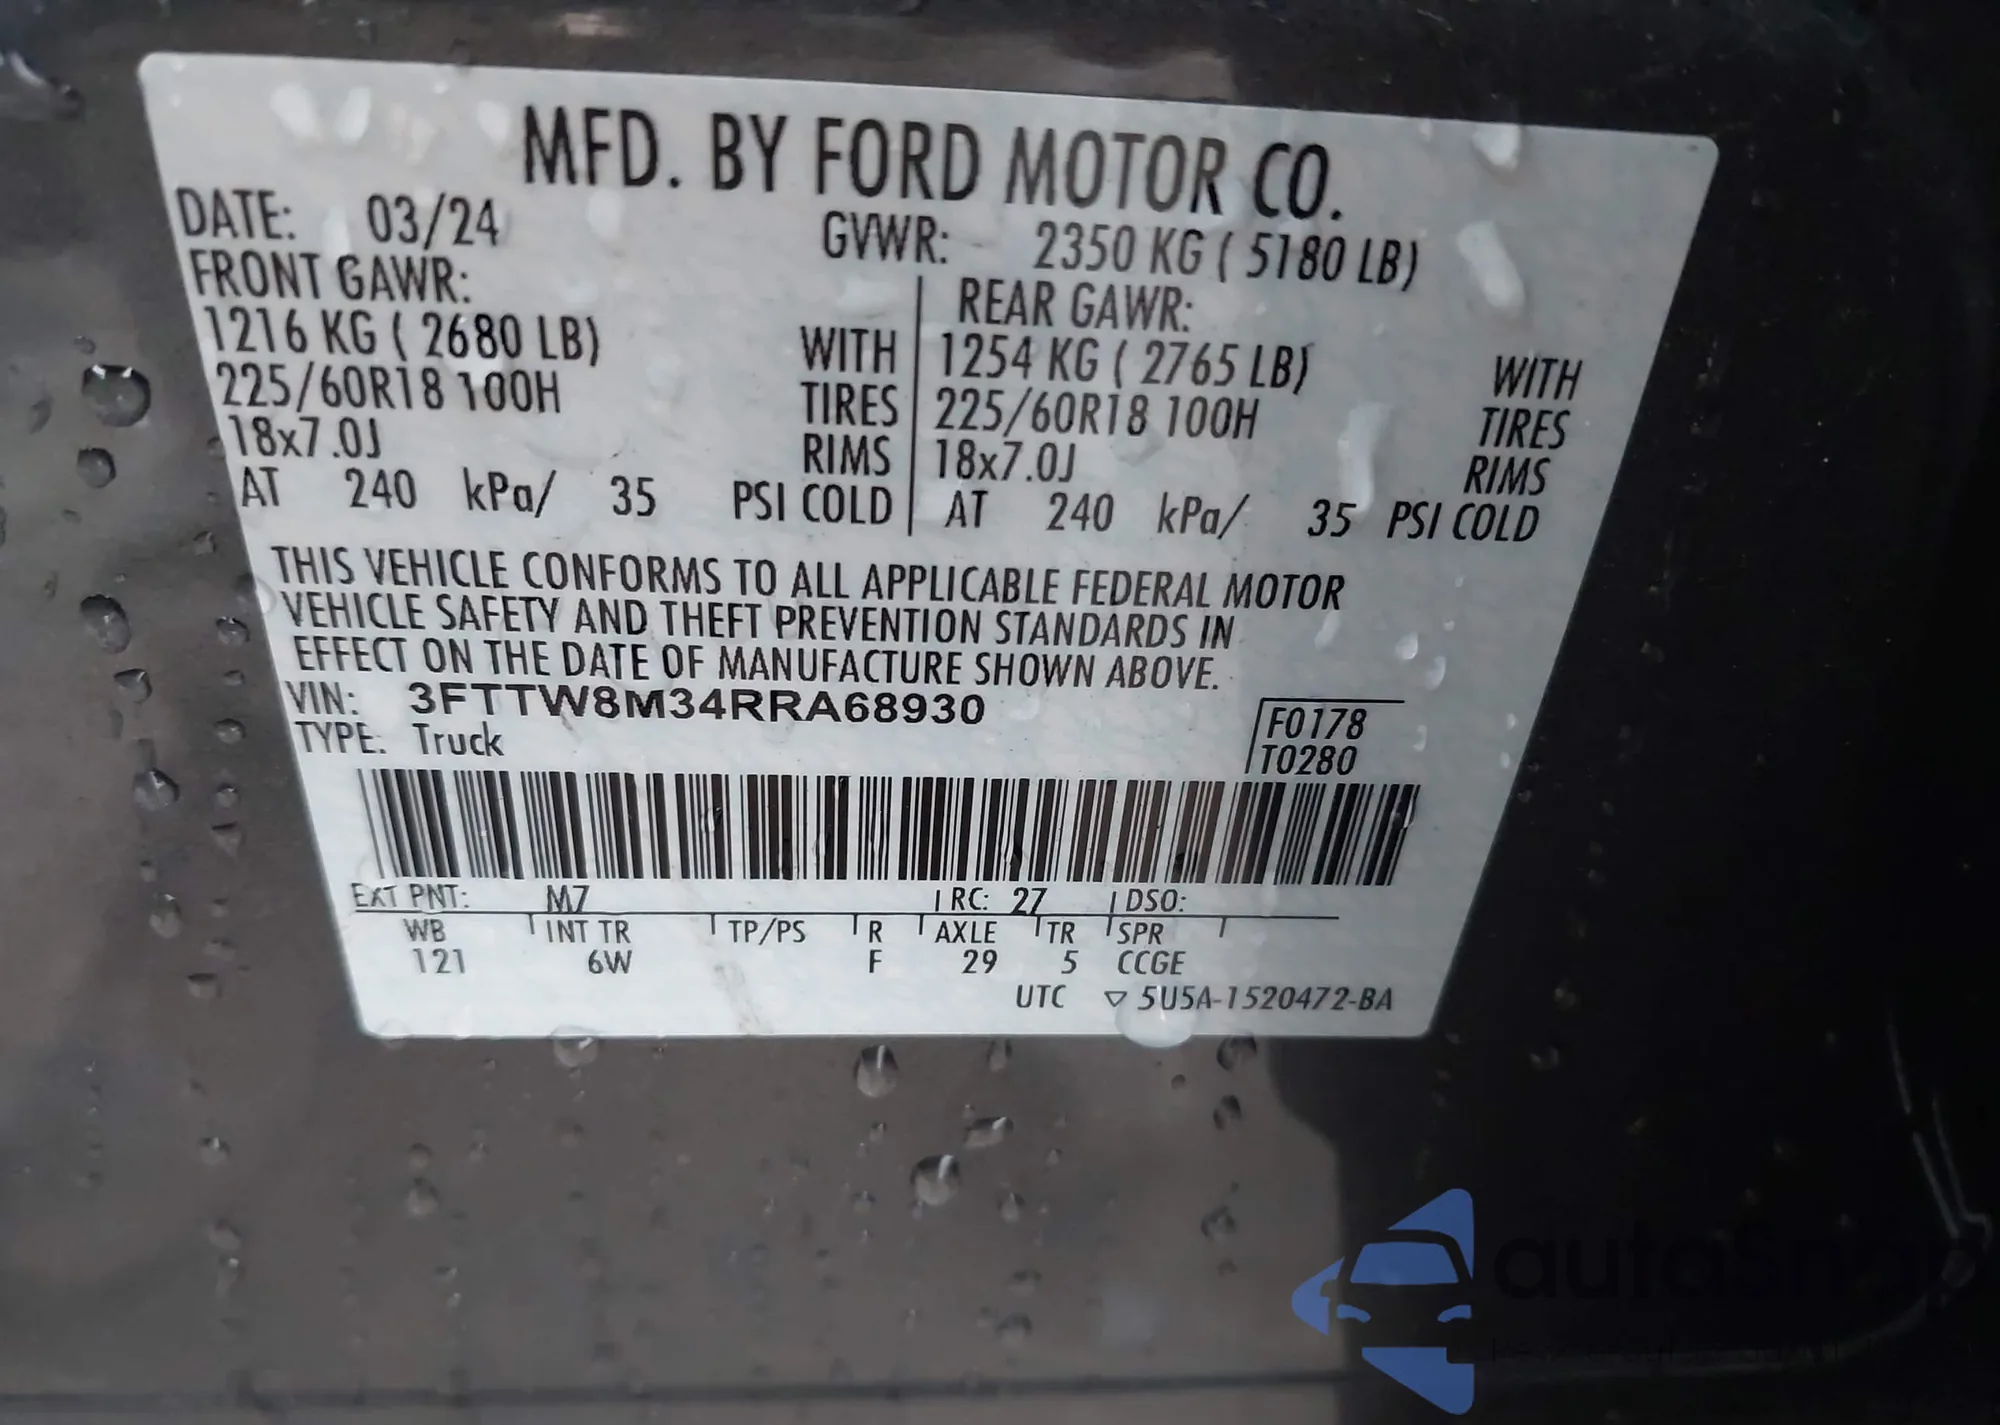 MFD. BY FORD MOTOR CO.
DATE: 03/24 GVWR: 2350 KG ( 5180 LB)
FRONT GAWR: REAR GAWR:
1216 KG ( 2680 LB) WITH 1254 KG ( 2765 LB) WITH
225/60R18 100H TIRES 225/60R18 100H TIRES
18x7.0J RIMS 18x7.0J RIMS
AT 240 kPa/ 35 PSI COLD AT 240 kPa/ 35 PSI COLD
THIS VEHICLE CONFORMS TO ALL APPLICABLE FEDERAL MOTOR
VEHICLE SAFETY AND THEFT PREVENTION STANDARDS IN
EFFECT ON THE DATE OF MANUFACTURE SHOWN ABOVE.
VIN: 3FTTW8M34RRA68930
TYPE: Truck
F0178
T0280
EXT PNT: M7 RC: 27 DSO:
WB INT TR TP/PS R AXLE TR SPR
121 6W F 29 5 CCGE
UTC ▽ 5U5A-1520472-BA
autoSnap